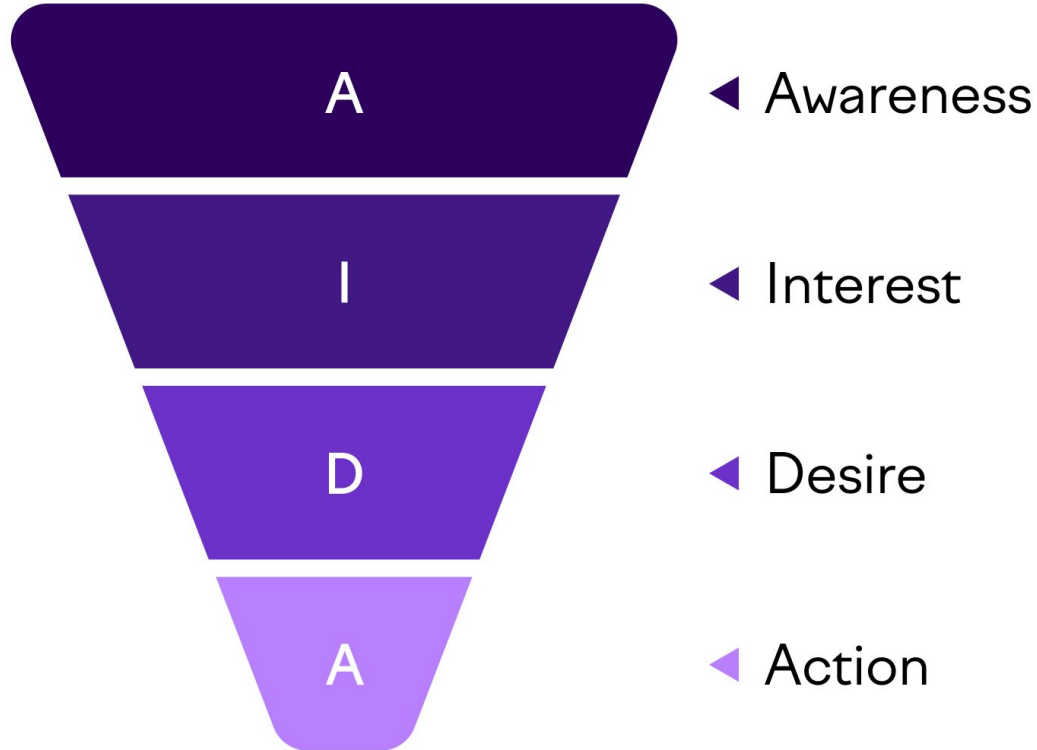 A
Awareness
I
Interest
D
Desire
A
Action